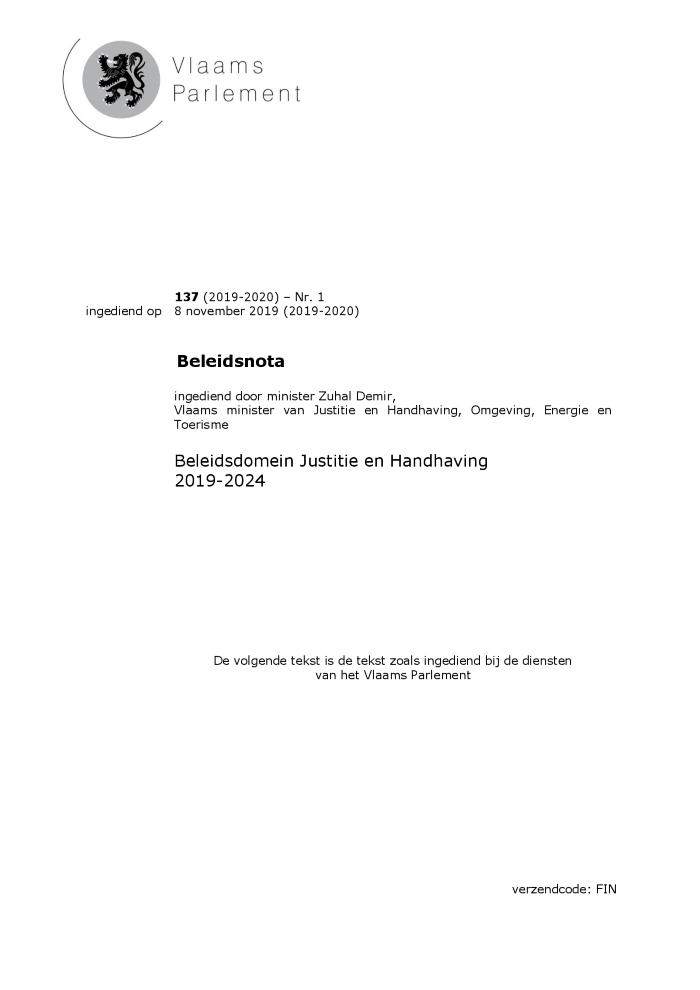 Vlaams
Parlement
137 (2019-2020) – Nr. 1
ingediend op 8 november 2019 (2019-2020)
Beleidsnota
ingediend door minister Zuhal Demir,
Vlaams minister van Justitie en Handhaving, Omgeving, Energie en
Toerisme
Beleidsdomein Justitie en Handhaving
2019-2024
De volgende tekst is de tekst zoals ingediend bij de diensten
van het Vlaams Parlement
verzendcode: FIN